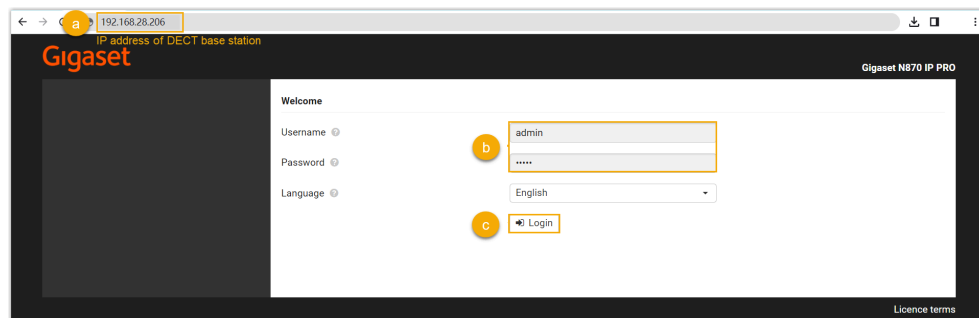 a
192.168.28.206
IP address of DECT base station
Gigaset
Gigaset N870 IP PRO
Welcome
Username
admin
b
Password
•••••
Language
English
c
Login
Licence terms